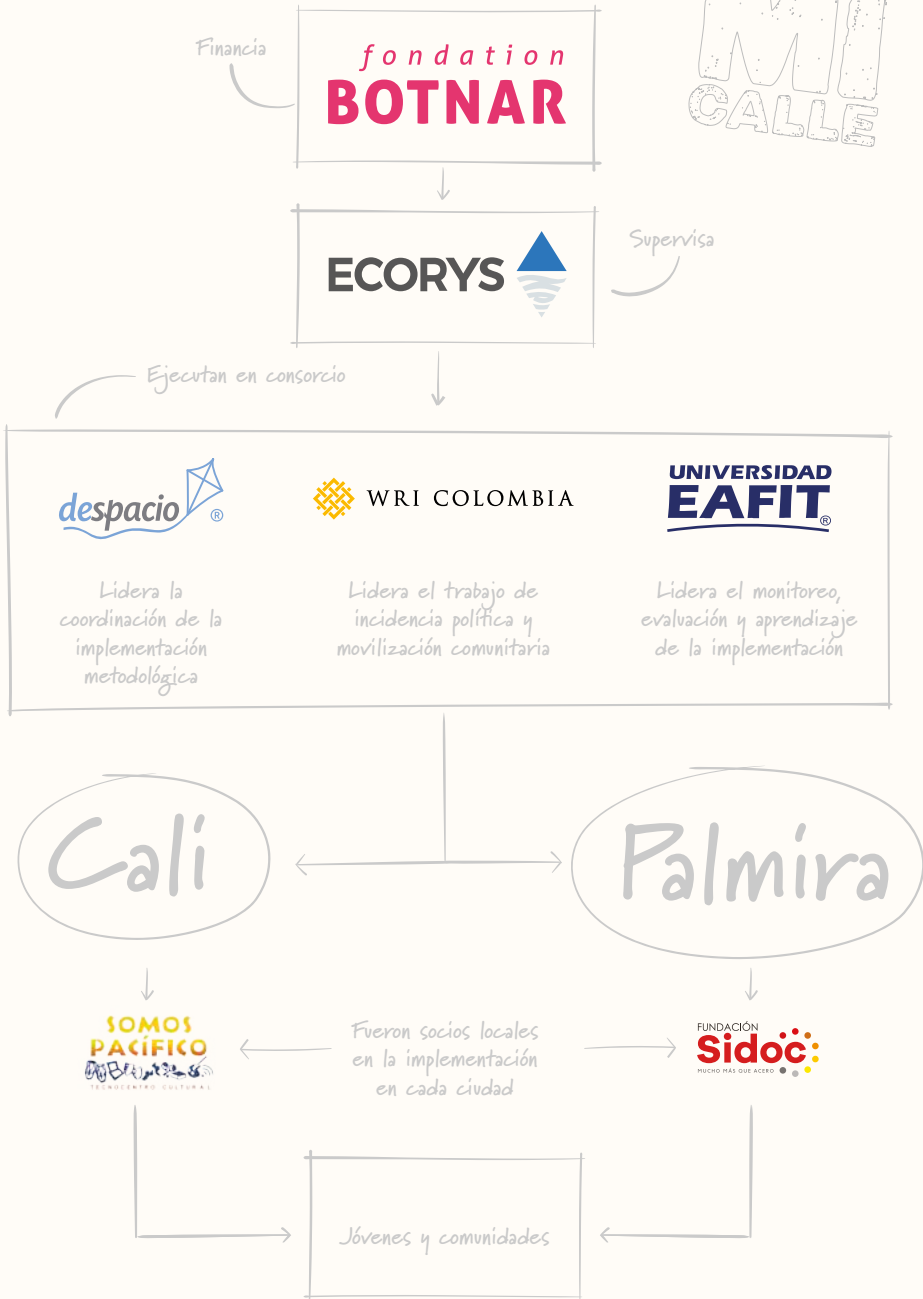 MI
CALLE
Financia
fondation
BOTNAR
ECORYS
Supervisa
Ejecutan en consorcio
despacio®
Lidera la
coordinación de la
implementación
metodológica
WRI COLOMBIA
Lidera el trabajo de
incidencia política y
movilización comunitaria
UNIVERSIDAD
EAFIT®
Lidera el monitoreo,
evaluación y aprendizaje
de la implementación
Cali
Palmira
SOMOS
PACÍFICO
TECNOCENTRO CULTURAL
Fueron socios locales
en la implementación
en cada ciudad
FUNDACIÓN
Sidoc
MUCHO MÁS QUE ACERO
Jóvenes y comunidades